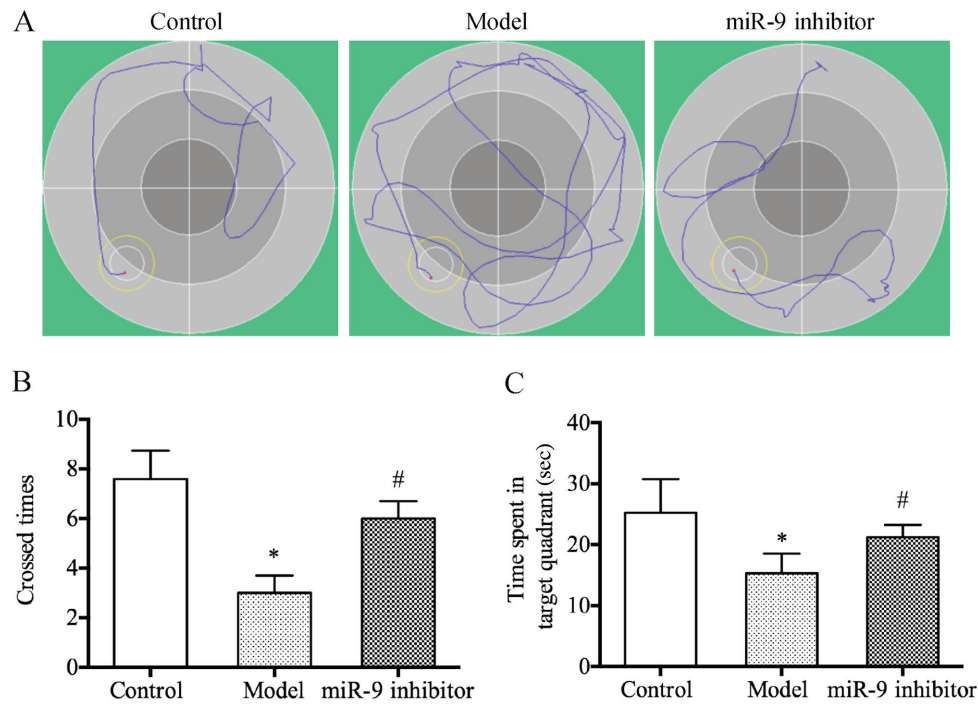 A
Control
Model
miR-9 inhibitor
B
Crossed times
10
8
6
4
2
0
*
#
Control
Model
miR-9 inhibitor
C
Time spent in
target quadrant (sec)
40
30
20
10
0
*
#
Control
Model
miR-9 inhibitor